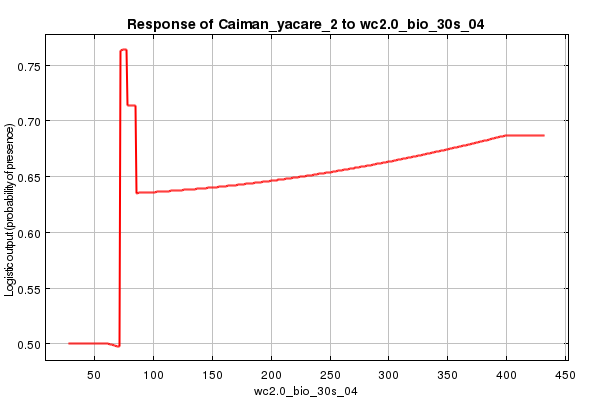 Response of Caiman_yacare_2 to wc2.0_bio_30s_04
Logistic output (probability of presence)
0.75
0.70
0.65
0.60
0.55
0.50
50 100 150 200 250 300 350 400 450
wc2.0_bio_30s_04